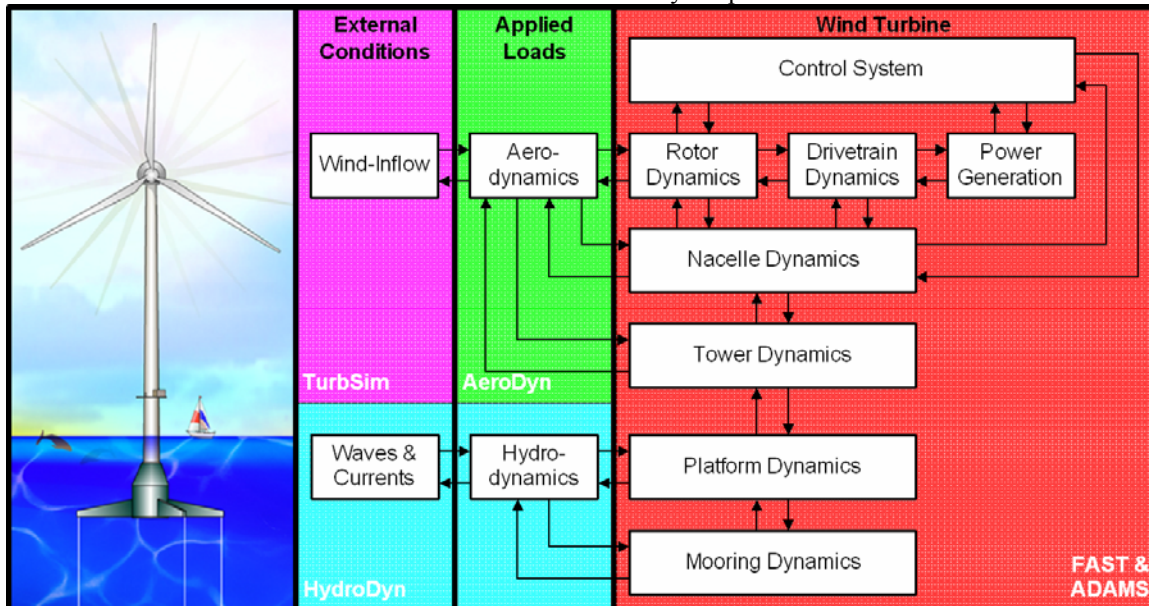 External
Conditions
Applied
Loads
Wind Turbine
Control System
Wind-Inflow
Aero-
dynamics
Rotor
Dynamics
Drivetrain
Dynamics
Power
Generation
Nacelle Dynamics
Tower Dynamics
TurbSim
AeroDyn
Waves &
Currents
Hydro-
dynamics
Platform Dynamics
Mooring Dynamics
HydroDyn
FAST &
ADAMS